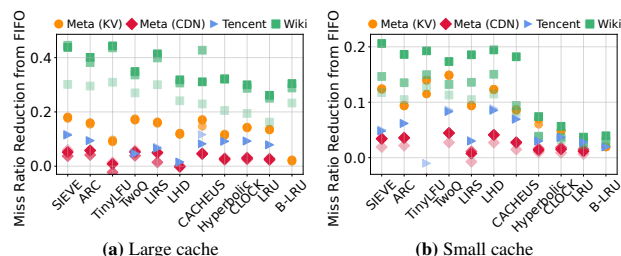 Meta (KV) Meta (CDN) Tencent Wiki
Miss Ratio Reduction from FIFO
0.4
0.2
0.0
SIEVE ARC TinyLFU TwoQ LIRS LHD CACHEUS Hyperbolic CLOCK LRU B-LRU
(a) Large cache
Meta (KV) Meta (CDN) Tencent Wiki
Miss Ratio Reduction from FIFO
0.2
0.1
0.0
SIEVE ARC TinyLFU TwoQ LIRS LHD CACHEUS Hyperbolic CLOCK LRU B-LRU
(b) Small cache